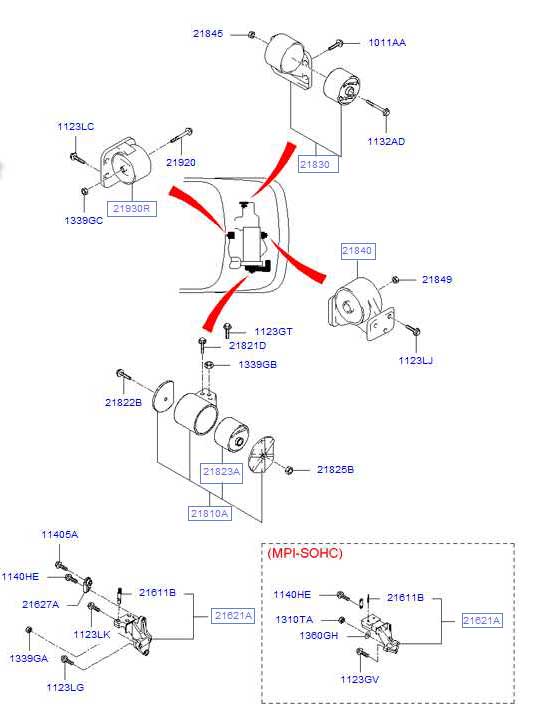 21845
1011AA
1132AD
21830
1123LC
21920
1339GC
21930R
21840
21849
1123LJ
1123GT
21821D
1339GB
21822B
21823A
21825B
21810A
11405A
1140HE
21611B
21627A
21621A
1123LK
1339GA
1123LG
(MPI-SOHC)
1140HE
21611B
1310TA
21621A
1360GH
1123GV